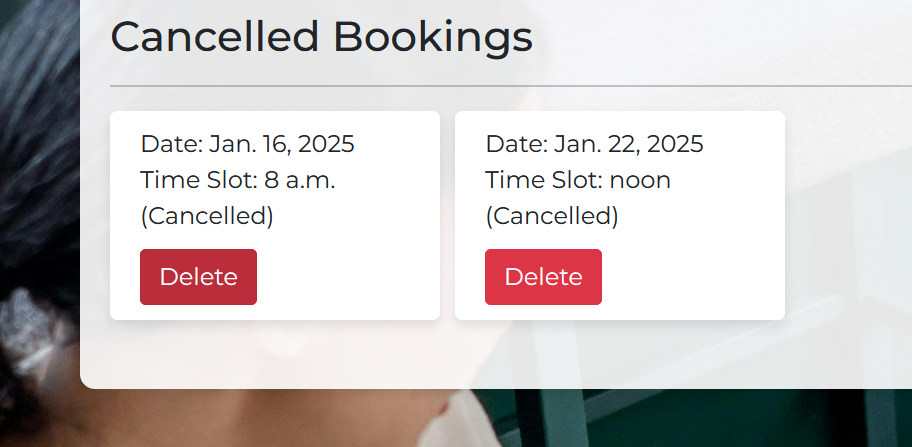 Cancelled Bookings
Date: Jan. 16, 2025
Time Slot: 8 a.m.
(Cancelled)
Delete
Date: Jan. 22, 2025
Time Slot: noon
(Cancelled)
Delete